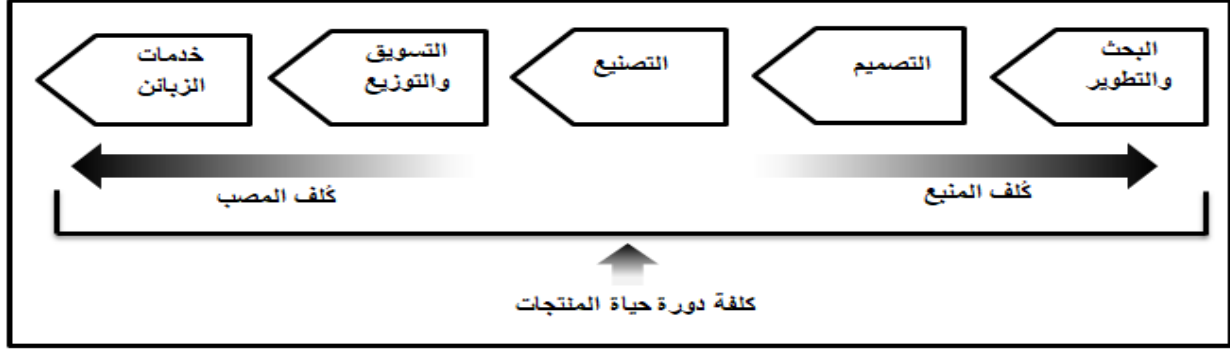 البحث
والتطوير
التصميم
التصنيع
التسويق
والتوزيع
خدمات
الزبائن
كُلف المنبع
كُلف المصب
كلفة دورة حياة المنتجات